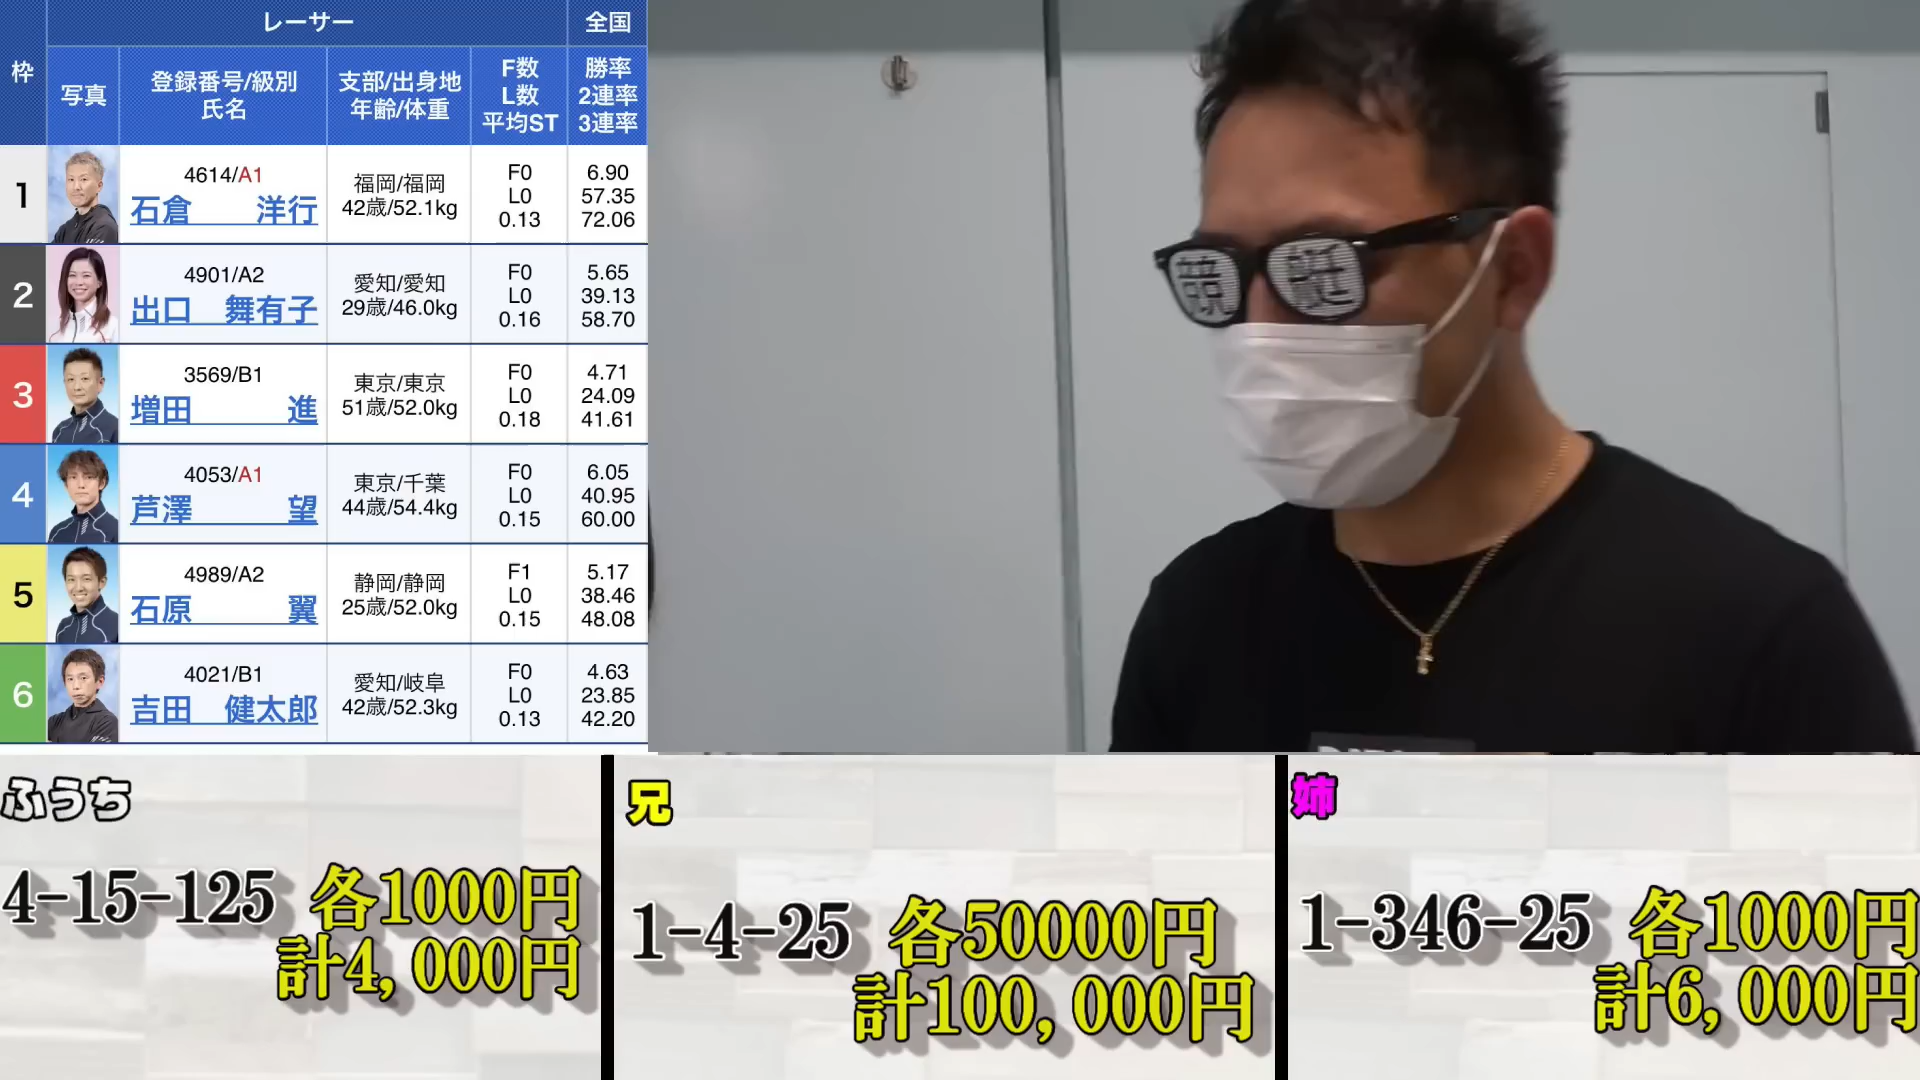 枠
レーサー
全国
写真
登録番号/級別
氏名
支部/出身地
年齢/体重
F数
L数
平均ST
勝率
2連率
3連率
1
4614/A1
石倉 洋行
福岡/福岡
42歳/52.1kg
F0
L0
0.13
6.90
57.35
72.06
2
4901/A2
出口 舞有子
愛知/愛知
29歳/46.0kg
F0
L0
0.16
5.65
39.13
58.70
3
3569/B1
増田 進
東京/東京
51歳/52.0kg
F0
L0
0.18
4.71
24.09
41.61
4
4053/A1
芦澤 望
東京/千葉
44歳/54.4kg
F0
L0
0.15
6.05
40.95
60.00
5
4989/A2
石原 翼
静岡/静岡
25歳/52.0kg
F1
L0
0.15
5.17
38.46
48.08
6
4021/B1
吉田 健太郎
愛知/岐阜
42歳/52.3kg
F0
L0
0.13
4.63
23.85
42.20
競艇
ふうち
4-15-125 各1000円
計4,000円
兄
1-4-25 各50000円
計100,000円
姉
1-346-25 各1000円
計6,000円